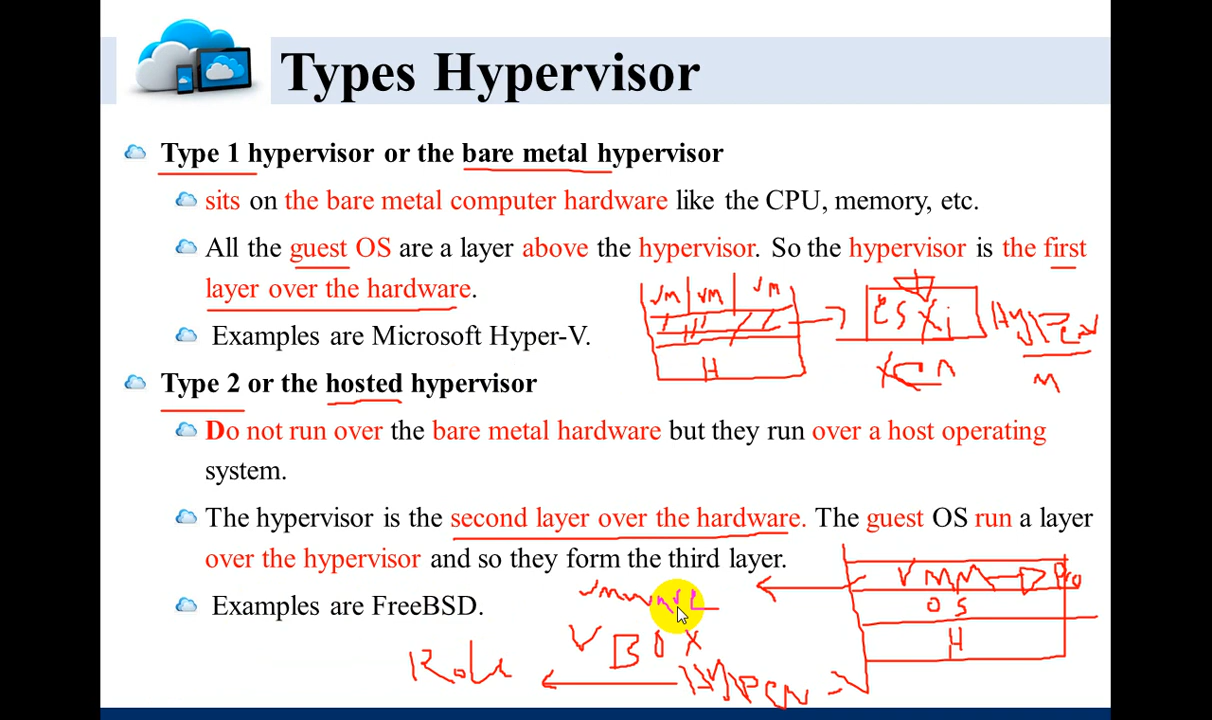 Types Hypervisor
Type 1 hypervisor or the bare metal hypervisor
sits on the bare metal computer hardware like the CPU, memory, etc.
All the guest OS are a layer above the hypervisor. So the hypervisor is the first
layer over the hardware.
VM VM VM
ESXi
H
Xen
M
Examples are Microsoft Hyper-V.
Type 2 or the hosted hypervisor
Do not run over the bare metal hardware but they run over a host operating
system.
The hypervisor is the second layer over the hardware. The guest OS run a layer
over the hypervisor and so they form the third layer.
VMM Pro
OS
H
Examples are FreeBSD.
V BOX
Role